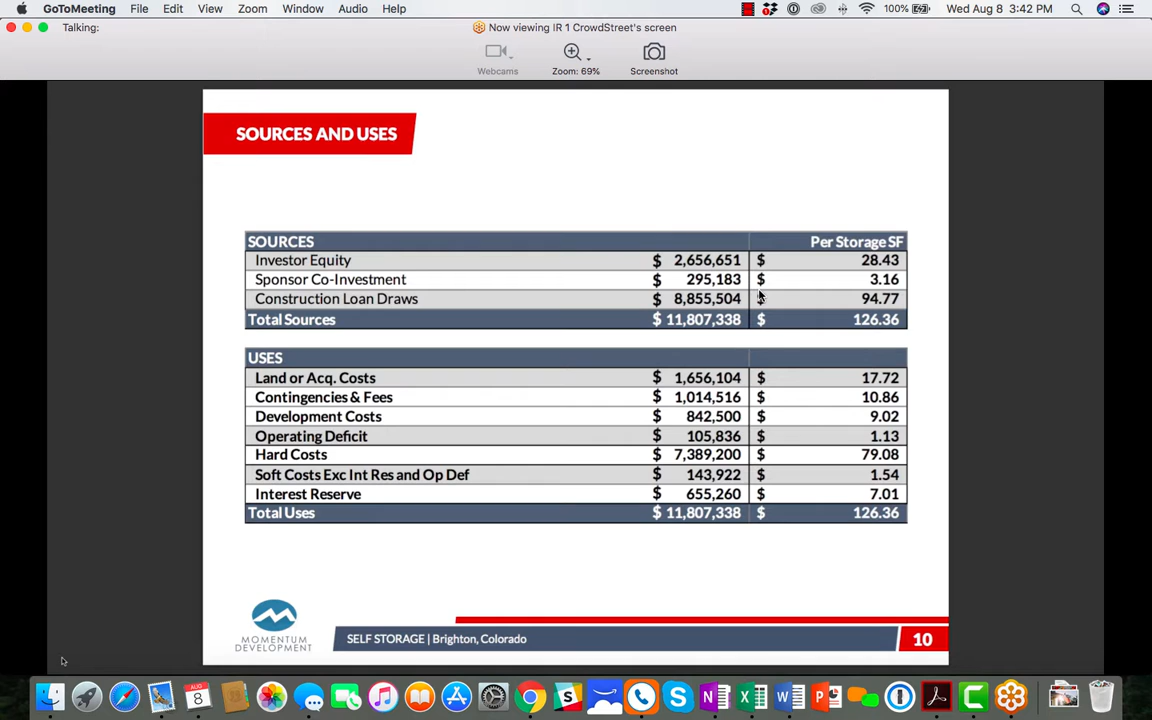 GoToMeeting File Edit View Zoom Window Audio Help 100% Wed Aug 8 3:42 PM
Talking: Now viewing IR 1 CrowdStreet's screen
Webcams Zoom: 69% Screenshot
SOURCES AND USES
SOURCES Per Storage SF
Investor Equity $ 2,656,651 $ 28.43
Sponsor Co-Investment $ 295,183 $ 3.16
Construction Loan Draws $ 8,855,504 $ 94.77
Total Sources $ 11,807,338 $ 126.36
USES
Land or Acq. Costs $ 1,656,104 $ 17.72
Contingencies & Fees $ 1,014,516 $ 10.86
Development Costs $ 842,500 $ 9.02
Operating Deficit $ 105,836 $ 1.13
Hard Costs $ 7,389,200 $ 79.08
Soft Costs Exc Int Res and Op Def $ 143,922 $ 1.54
Interest Reserve $ 655,260 $ 7.01
Total Uses $ 11,807,338 $ 126.36
MOMENTUM
DEVELOPMENT
SELF STORAGE | Brighton, Colorado 10
AUG
8